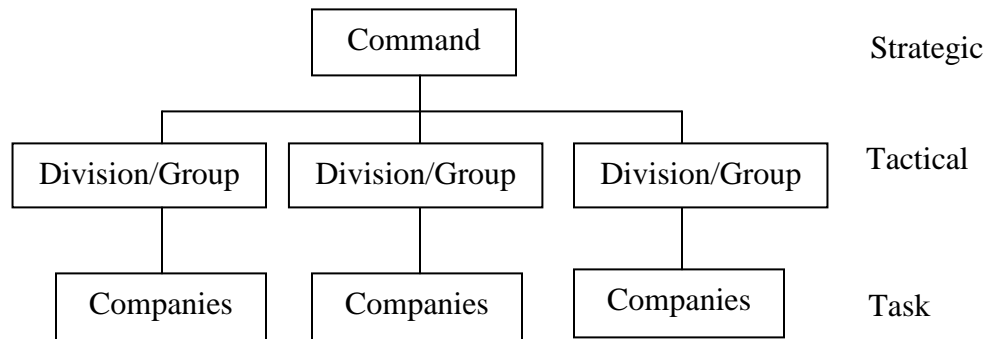 Command
Strategic
Division/Group
Division/Group
Division/Group
Tactical
Companies
Companies
Companies
Task